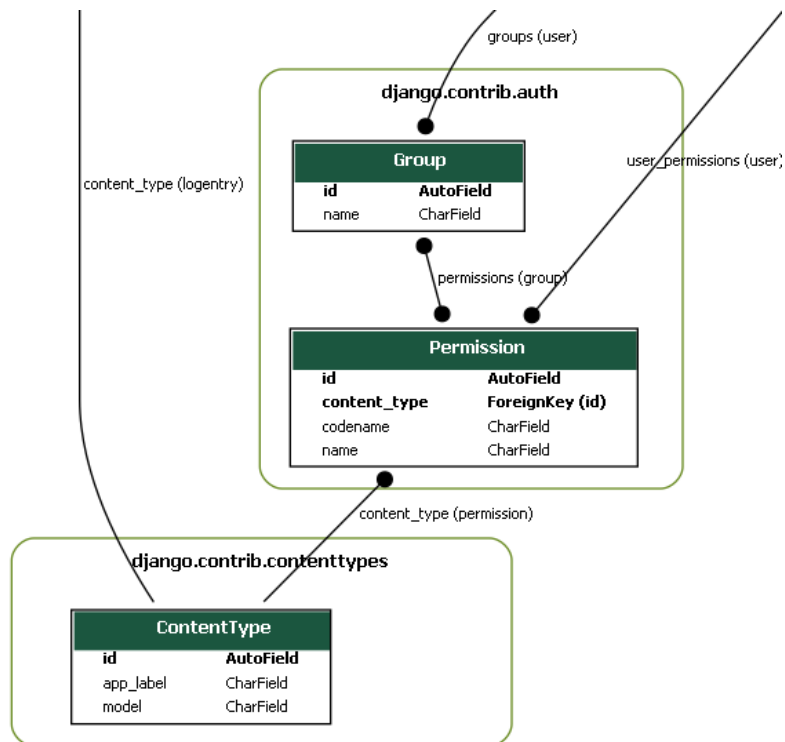 groups (user)
django.contrib.auth
Group
id AutoField
name CharField
user_permissions (user)
content_type (logentry)
permissions (group)
Permission
id AutoField
content_type ForeignKey (id)
codename CharField
name CharField
content_type (permission)
django.contrib.contenttypes
ContentType
id AutoField
app_label CharField
model CharField